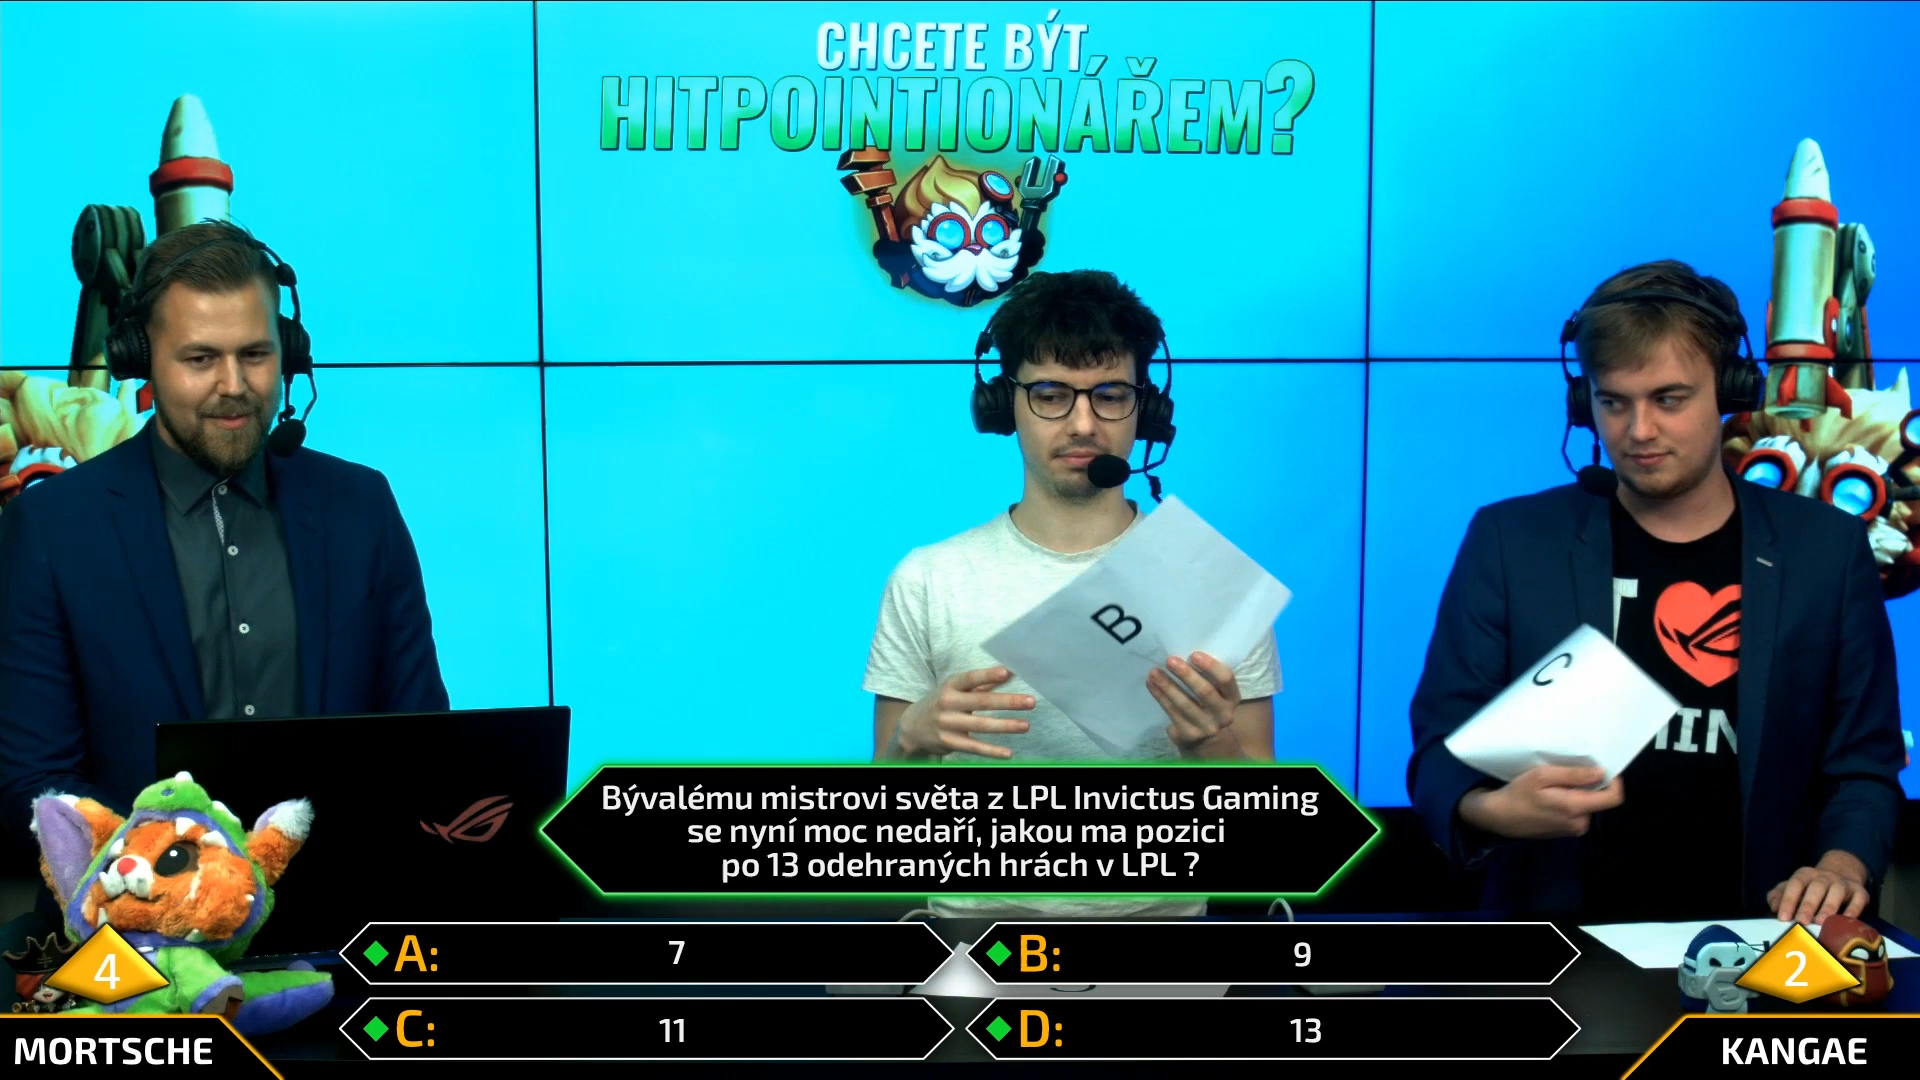 CHCETE BÝT
HITPOINTIONÁŘEM?
B
C
I
MIN
Bývalému mistrovi světa z LPL Invictus Gaming
se nyní moc nedaří, jakou ma pozici
po 13 odehraných hrách v LPL ?
A: 7
B: 9
C: 11
D: 13
4
MORTSCHE
2
KANGAE